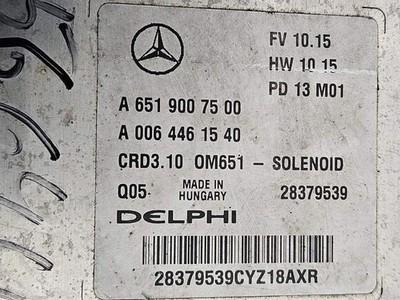 FV 10.15
HW 10 15
PD 13 M01
A 651 900 75 00
A 006 446 15 40
CRD3.10 OM651 - SOLENOID
Q05 MADE IN HUNGARY 28379539
DELPHI
28379539CYZ18AXR